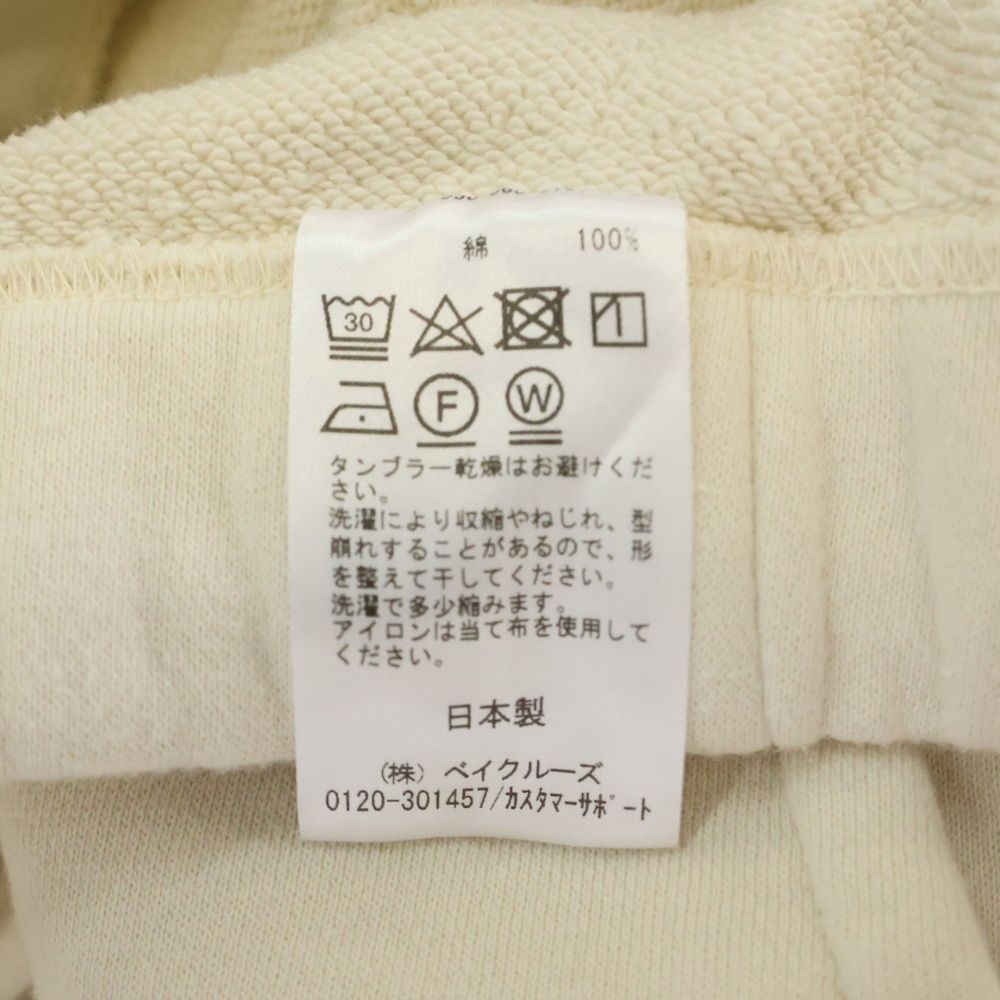 綿 100%
30
F W
タンブラー乾燥はお避けくだ
さい。
洗濯により収縮やねじれ、型
崩れすることがあるので、形
を整えて干してください。
洗濯で多少縮みます。
アイロンは当て布を使用して
ください。
日本製
(株) ベイクルーズ
0120-301457/ｶｽﾀﾏｰｻﾎﾟｰﾄ